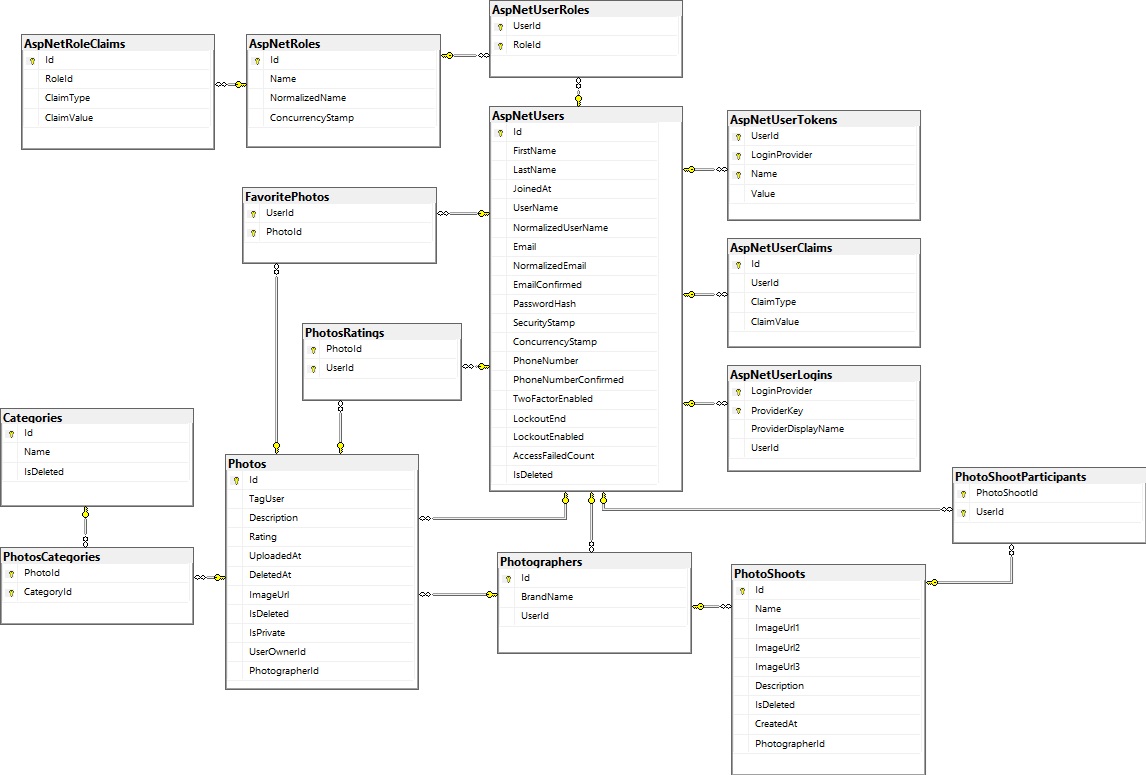 AspNetUserRoles
UserId
RoleId
AspNetRoleClaims
Id
RoleId
ClaimType
ClaimValue
AspNetRoles
Id
Name
NormalizedName
ConcurrencyStamp
AspNetUsers
Id
FirstName
LastName
JoinedAt
UserName
NormalizedUserName
Email
NormalizedEmail
EmailConfirmed
PasswordHash
SecurityStamp
ConcurrencyStamp
PhoneNumber
PhoneNumberConfirmed
TwoFactorEnabled
LockoutEnd
LockoutEnabled
AccessFailedCount
IsDeleted
AspNetUserTokens
UserId
LoginProvider
Name
Value
FavoritePhotos
UserId
PhotoId
AspNetUserClaims
Id
UserId
ClaimType
ClaimValue
PhotosRatings
PhotoId
UserId
AspNetUserLogins
LoginProvider
ProviderKey
ProviderDisplayName
UserId
Categories
Id
Name
IsDeleted
Photos
Id
TagUser
Description
Rating
UploadedAt
DeletedAt
ImageUrl
IsDeleted
IsPrivate
UserOwnerId
PhotographerId
PhotoShootParticipants
PhotoShootId
UserId
PhotosCategories
PhotoId
CategoryId
Photographers
Id
BrandName
UserId
PhotoShoots
Id
Name
ImageUrl1
ImageUrl2
ImageUrl3
Description
IsDeleted
CreatedAt
PhotographerId